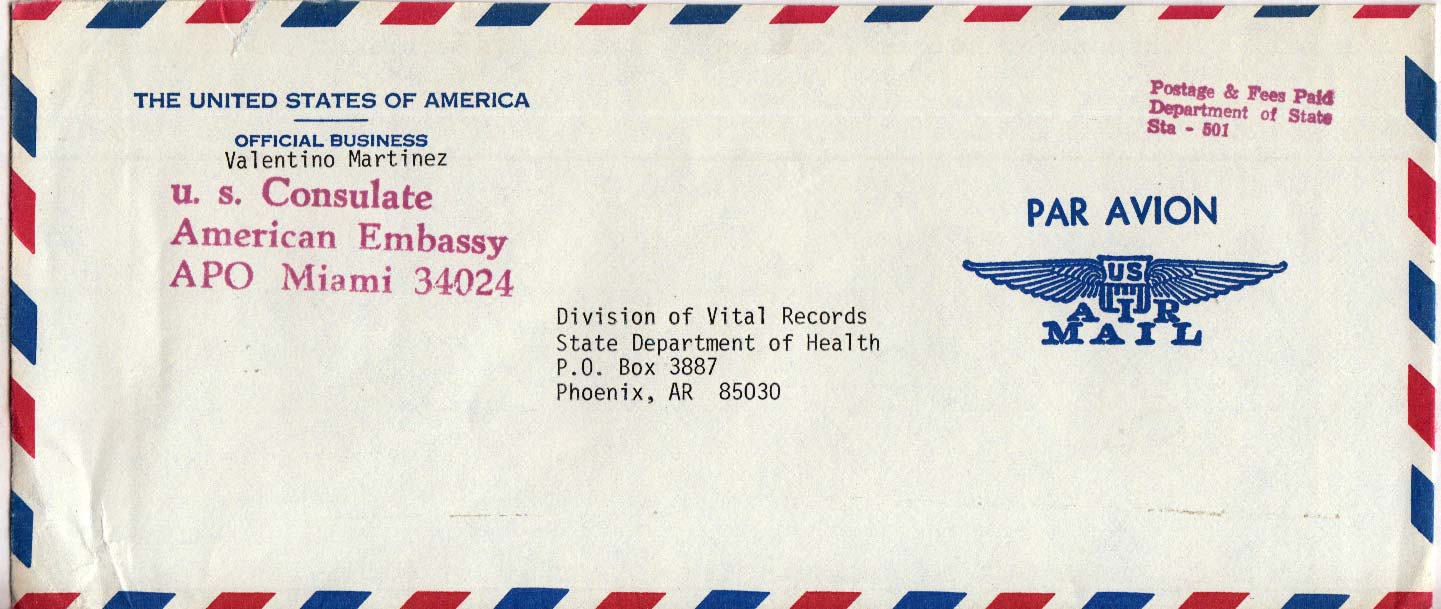 THE UNITED STATES OF AMERICA
OFFICIAL BUSINESS
Valentino Martinez
u. s. Consulate
American Embassy
APO Miami 34024
Postage & Fees Paid
Department of State
Sta - 501
PAR AVION
US
AIR
MAIL
Division of Vital Records
State Department of Health
P.O. Box 3887
Phoenix, AR 85030